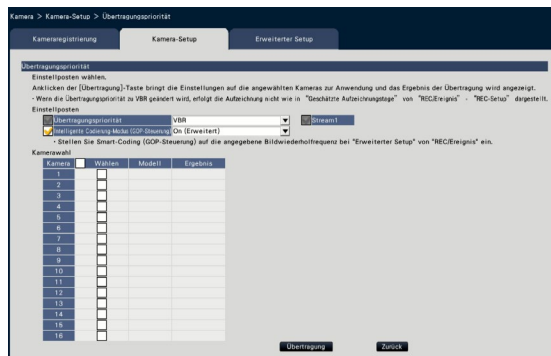 Kamera > Kamera-Setup > Übertragungspriorität
Kameraregistrierung Kamera-Setup Erweiterter Setup
Übertragungspriorität
Einstellposten wählen.
Anklicken der [Übertragung]-Taste bringt die Einstellungen auf die angewählten Kameras zur Anwendung und das Ergebnis der Übertragung wird angezeigt.
・Wenn die Übertragungspriorität zu VBR geändert wird, erfolgt die Aufzeichnung nicht wie in "Geschätzte Aufzeichnungstage" von "REC/Ereignis" - "REC-Setup" dargestellt.
Einstellposten
Übertragungspriorität VBR Stream1
Intelligente Codierung-Modus (GOP-Steuerung) On (Erweitert)
・Stellen Sie Smart-Coding (GOP-Steuerung) auf die angegebene Bildwiederholfrequenz bei "Erweiterter Setup" von "REC/Ereignis" ein.
Kamerawahl
Kamera Wählen Modell Ergebnis
1
2
3
4
5
6
7
8
9
10
11
12
13
14
15
16
Übertragung Zurück